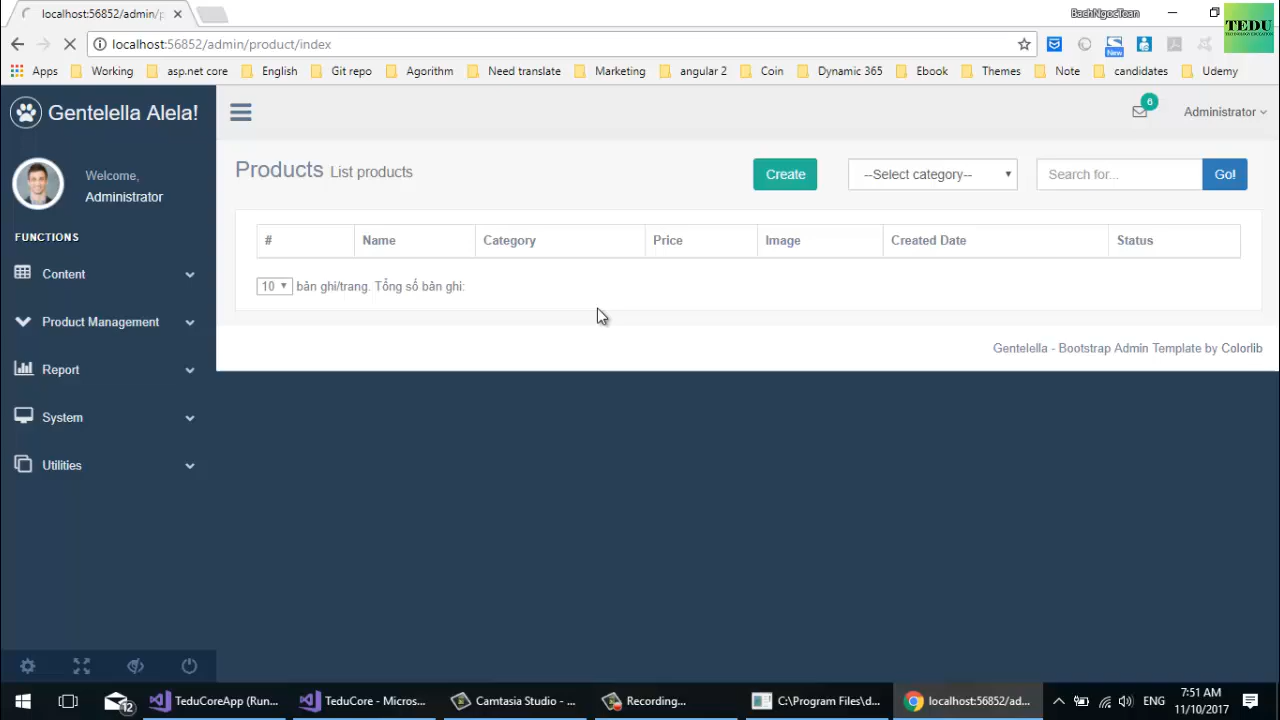 localhost:56852/admin/p
BachNgocToan
TEDU
localhost:56852/admin/product/index
New
Apps Working asp.net core English Git repo Agorithm Need translate Marketing angular 2 Coin Dynamic 365 Ebook Themes Note candidates Udemy
Gentelella Alela!
6
Administrator
Welcome,
Administrator
Products List products
Create
--Select category--
Search for...
Go!
FUNCTIONS
Content
Product Management
Report
System
Utilities
# Name Category Price Image Created Date Status
10 bản ghi/trang. Tổng số bản ghi:
Gentelella - Bootstrap Admin Template by Colorlib
12
TeduCoreApp (Run...
TeduCore - Micros...
Camtasia Studio - ...
Recording...
C:\Program Files\d...
localhost:56852/ad...
ENG
7:51 AM
11/10/2017